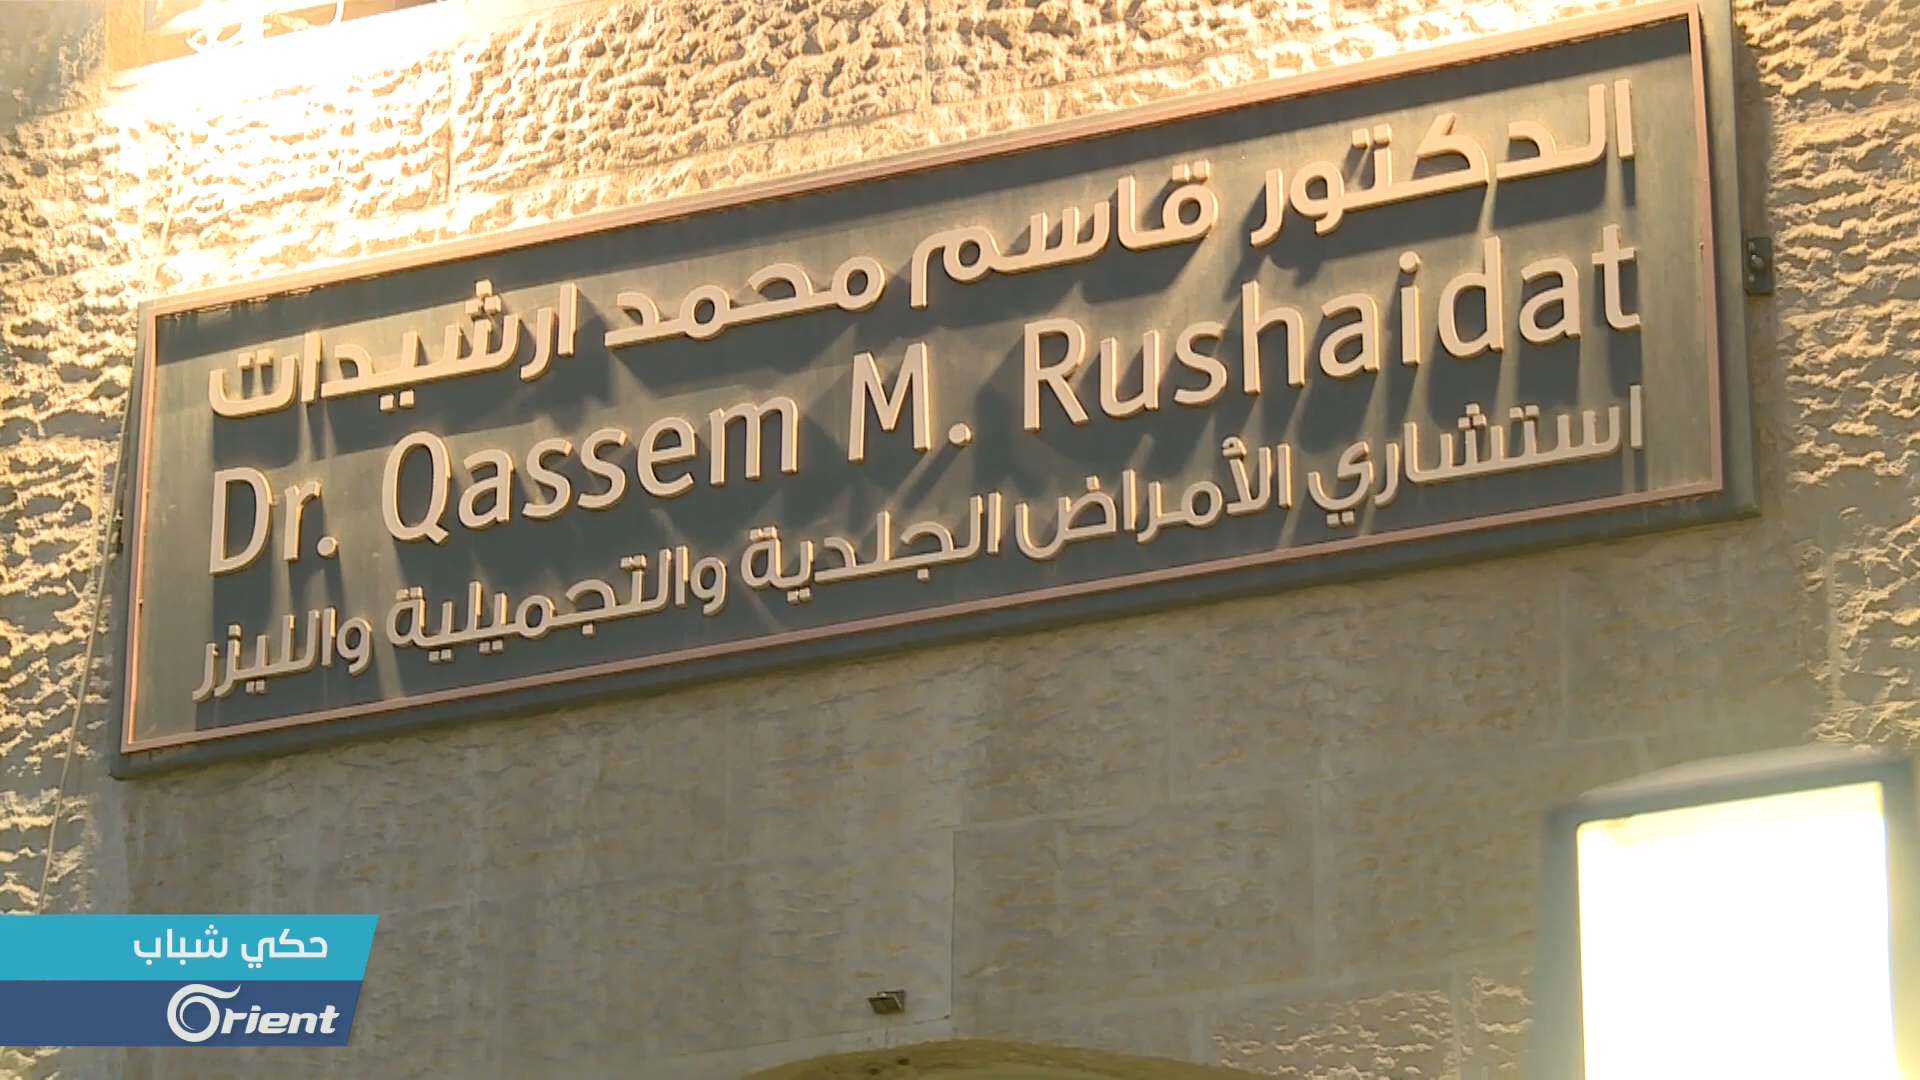 الدكتور قاسم محمد ارشيدات
Dr. Qassem M. Rushaidat
استشاري الأمراض الجلدية والتجميلية والليزر
حكي شباب
Orient